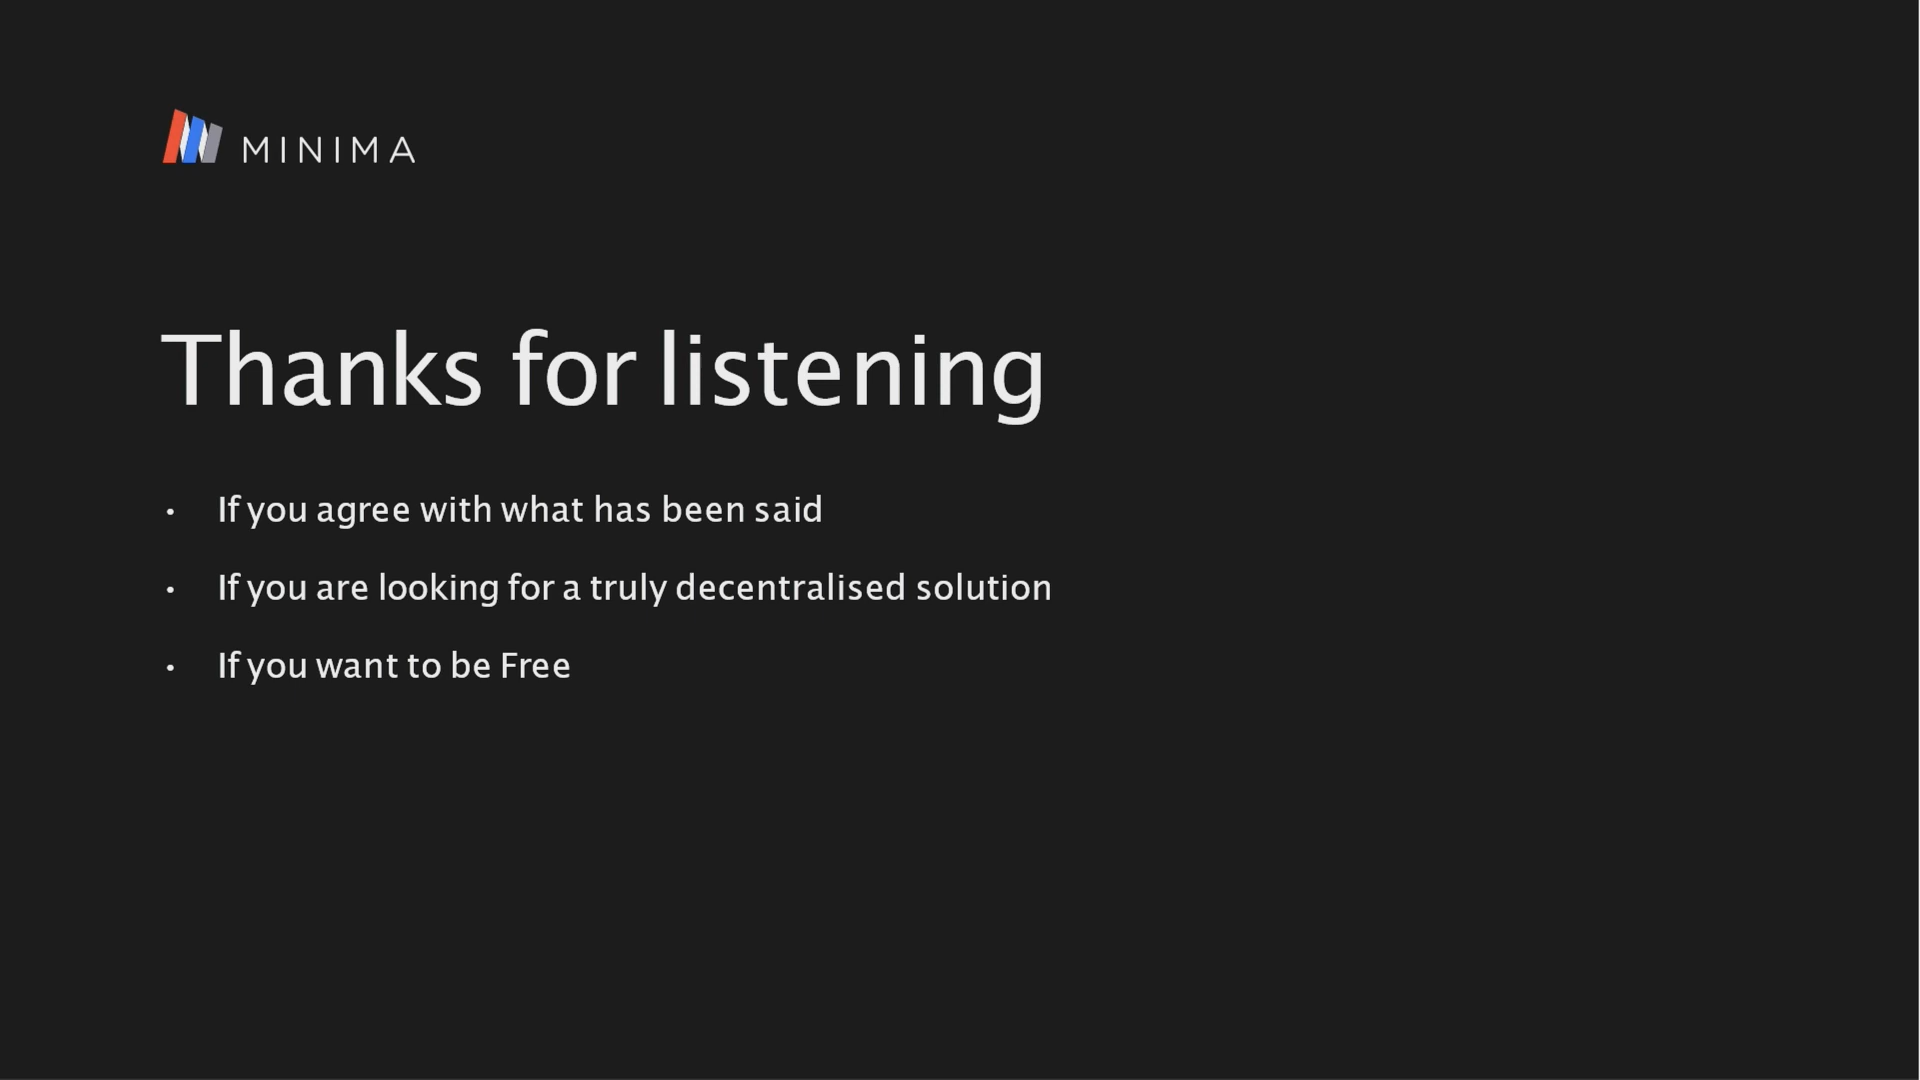 MINIMA
Thanks for listening
• If you agree with what has been said
• If you are looking for a truly decentralised solution
• If you want to be Free